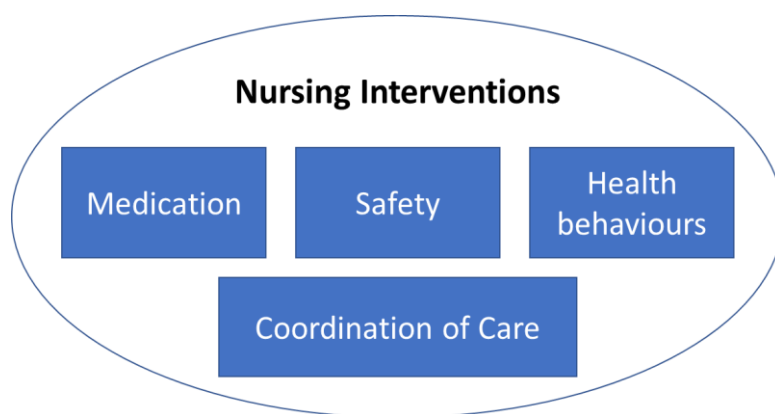 Nursing Interventions
Medication
Safety
Health
behaviours
Coordination of Care